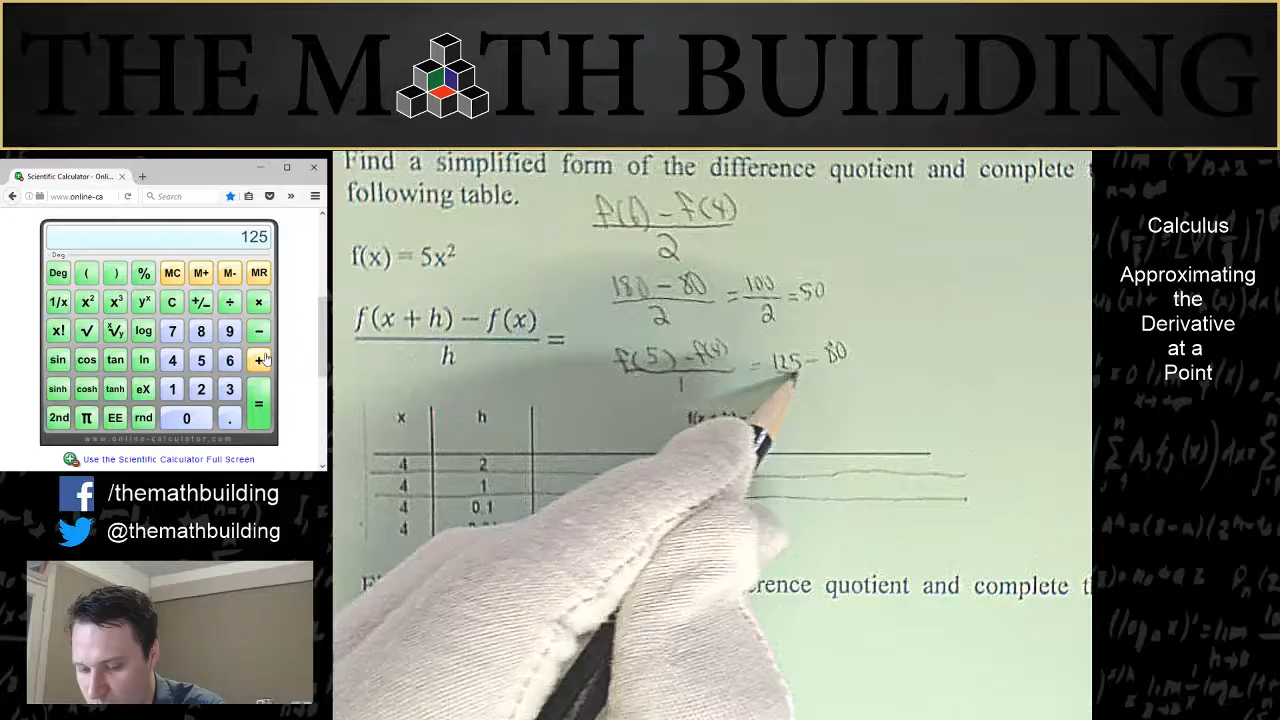 THE MATH BUILDING
Scientific Calculator - Onli...
www.online-ca
Search
125
Deg
Deg ( ) % MC M+ M- MR
1/x x² x³ yˣ C +/- ÷ ×
x! √ ˣ√y log 7 8 9 −
sin cos tan ln 4 5 6 +
sinh cosh tanh eX 1 2 3 =
2nd π EE rnd 0 .
www.online-calculator.com
Use the Scientific Calculator Full Screen
/themathbuilding
@themathbuilding
Find a simplified form of the difference quotient and complete
following table.
f(6) - f(4)
2
f(x) = 5x²
180 - 80 = 100 = 50
2 2
f(x + h) − f(x) =
h
f(5) - f(4) = 125 - 80
1
x h
4 2
4 1
4 0.1
4
erence quotient and complete
Calculus
Approximating
the
Derivative
at a
Point